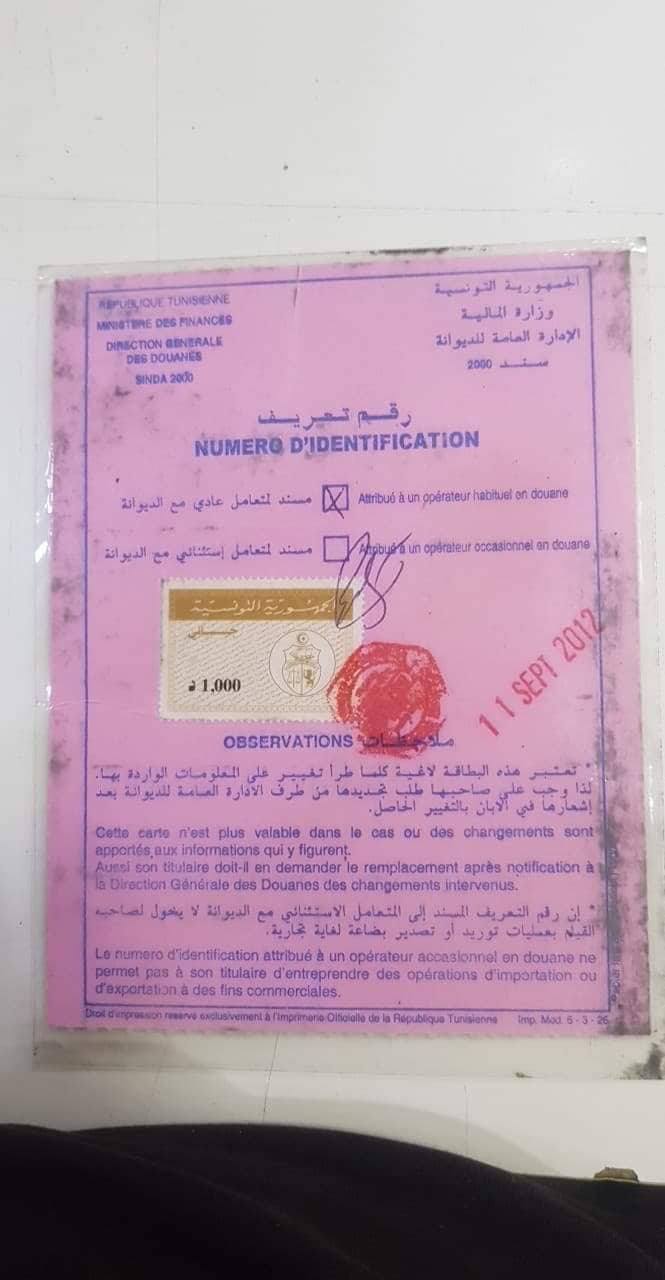 REPUBLIQUE TUNISIENNE
MINISTERE DES FINANCES
DIRECTION GENERALE
DES DOUANES
SINDA 2000
الجمهورية التونسية
وزارة المالية
الإدارة العامة للديوانة
سنــد 2000
رقم تعريف
NUMERO D'IDENTIFICATION
مسند لمتعامل عادي مع الديوانة Attribué à un opérateur habituel en douane
مسند لمتعامل إستثنائي مع الديوانة Attribué à un opérateur occasionnel en douane
الجمهورية التونسية
جبائي
1,000 د
11 SEPT 2012
OBSERVATIONS ملاحظات
* تعتبر هذه البطاقة لاغية كلما طرأ تغيير على المعلومات الواردة بها.
لذا وجب على صاحبها طلب تجديدها من طرف الادارة العامة للديوانة بعد
إشعارها في الابان بالتغيير الحاصل.
Cette carte n'est plus valable dans le cas ou des changements sont
apportés aux informations qui y figurent.
Aussi son titulaire doit-il en demander le remplacement après notification à
la Direction Générale des Douanes des changements intervenus.
* إن رقم التعريف المسند إلى المتعامل الاستثنائي مع الديوانة لا يخول لصاحبه
القيام بعمليات توريد أو تصدير بضاعة لغاية تجارية.
Le numero d'identification attribué à un opérateur accasionnel en douane ne
permet pas à son titulaire d'entreprendre des opérations d'importation ou
d'exportation à des fins commerciales.
Droit d'impression reserve exclusivement à l'Imprimerie Officielle de la République Tunisienne Imp. Mod. 6 - 3 - 26